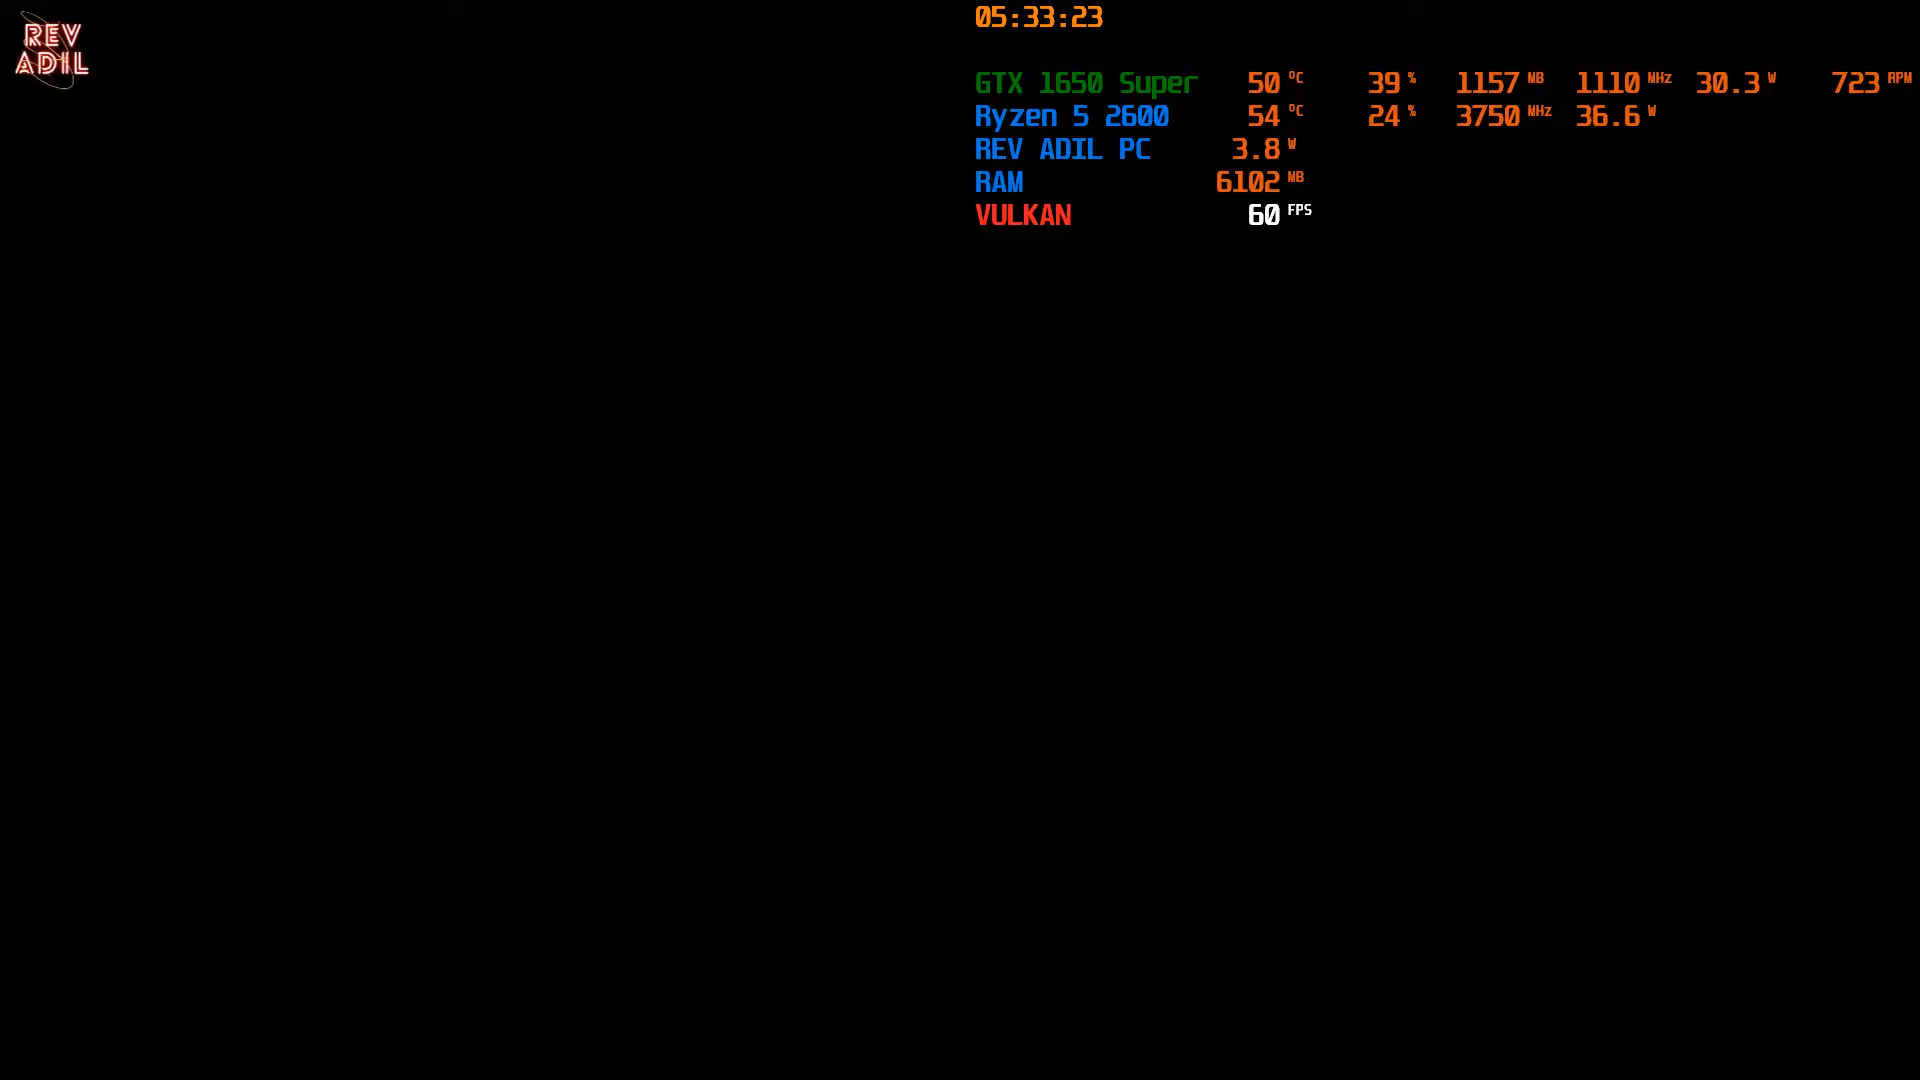 REV
ADIL
05:33:23
GTX 1650 Super 50 °C 39 % 1157 MB 1110 MHz 30.3 W 723 RPM
Ryzen 5 2600 54 °C 24 % 3750 MHz 36.6 W
REV ADIL PC 3.8 W
RAM 6102 MB
VULKAN 60 FPS